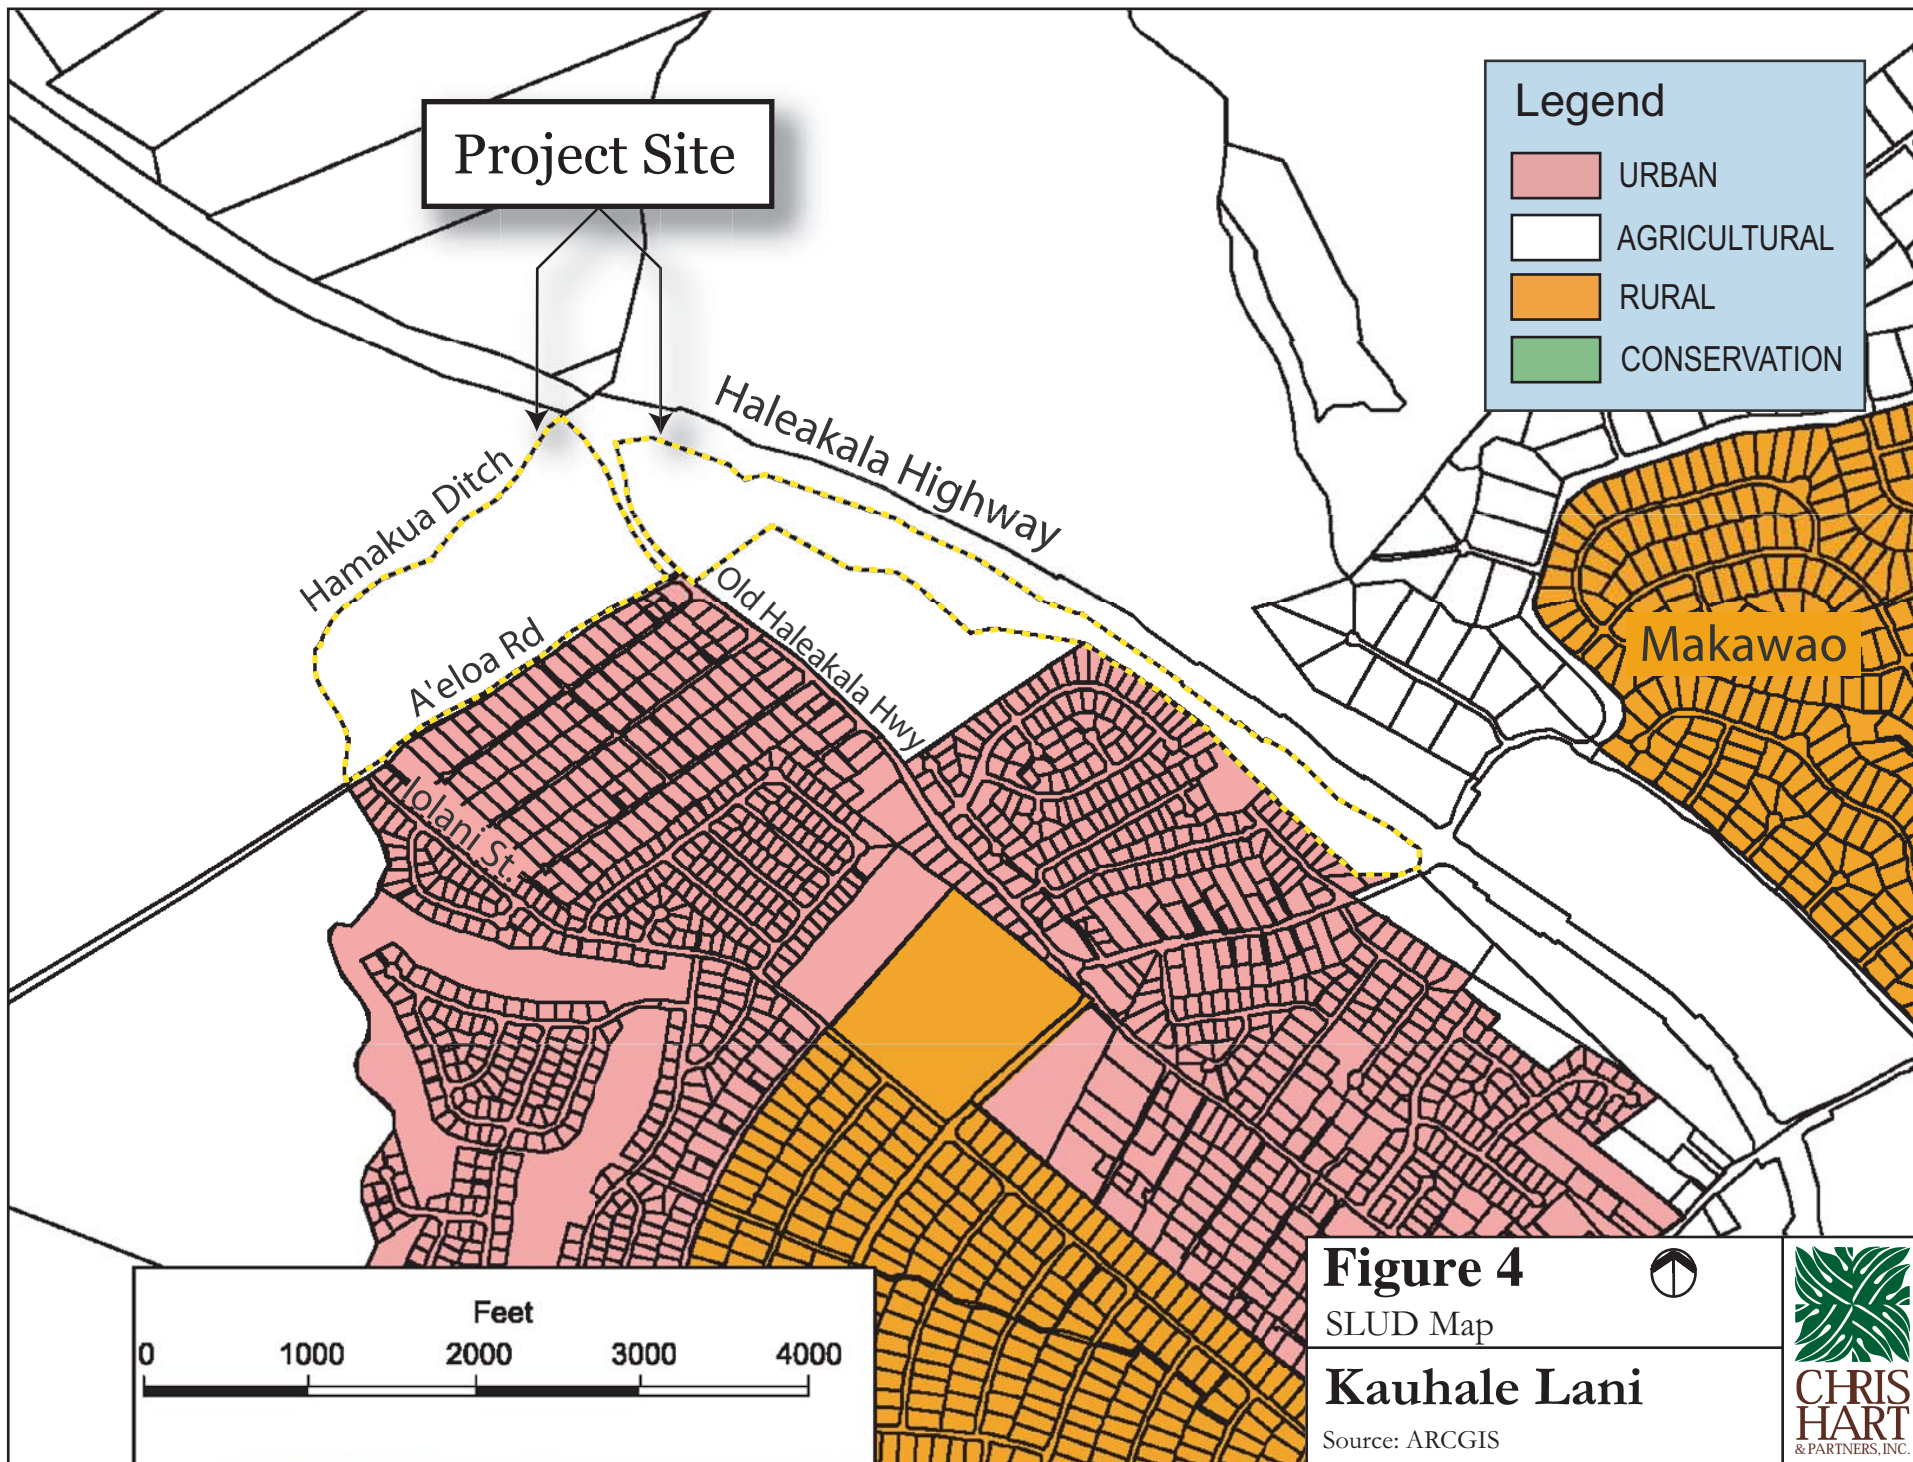 Project Site
Legend
URBAN
AGRICULTURAL
RURAL
CONSERVATION
Haleakala Highway
Hamakua Ditch
Old Haleakala Hwy
A'eloa Rd
Makawao
Iolani St.
Feet
0 1000 2000 3000 4000
Figure 4
SLUD Map
Kauhale Lani
Source: ARCGIS
CHRIS
HART
& PARTNERS, INC.